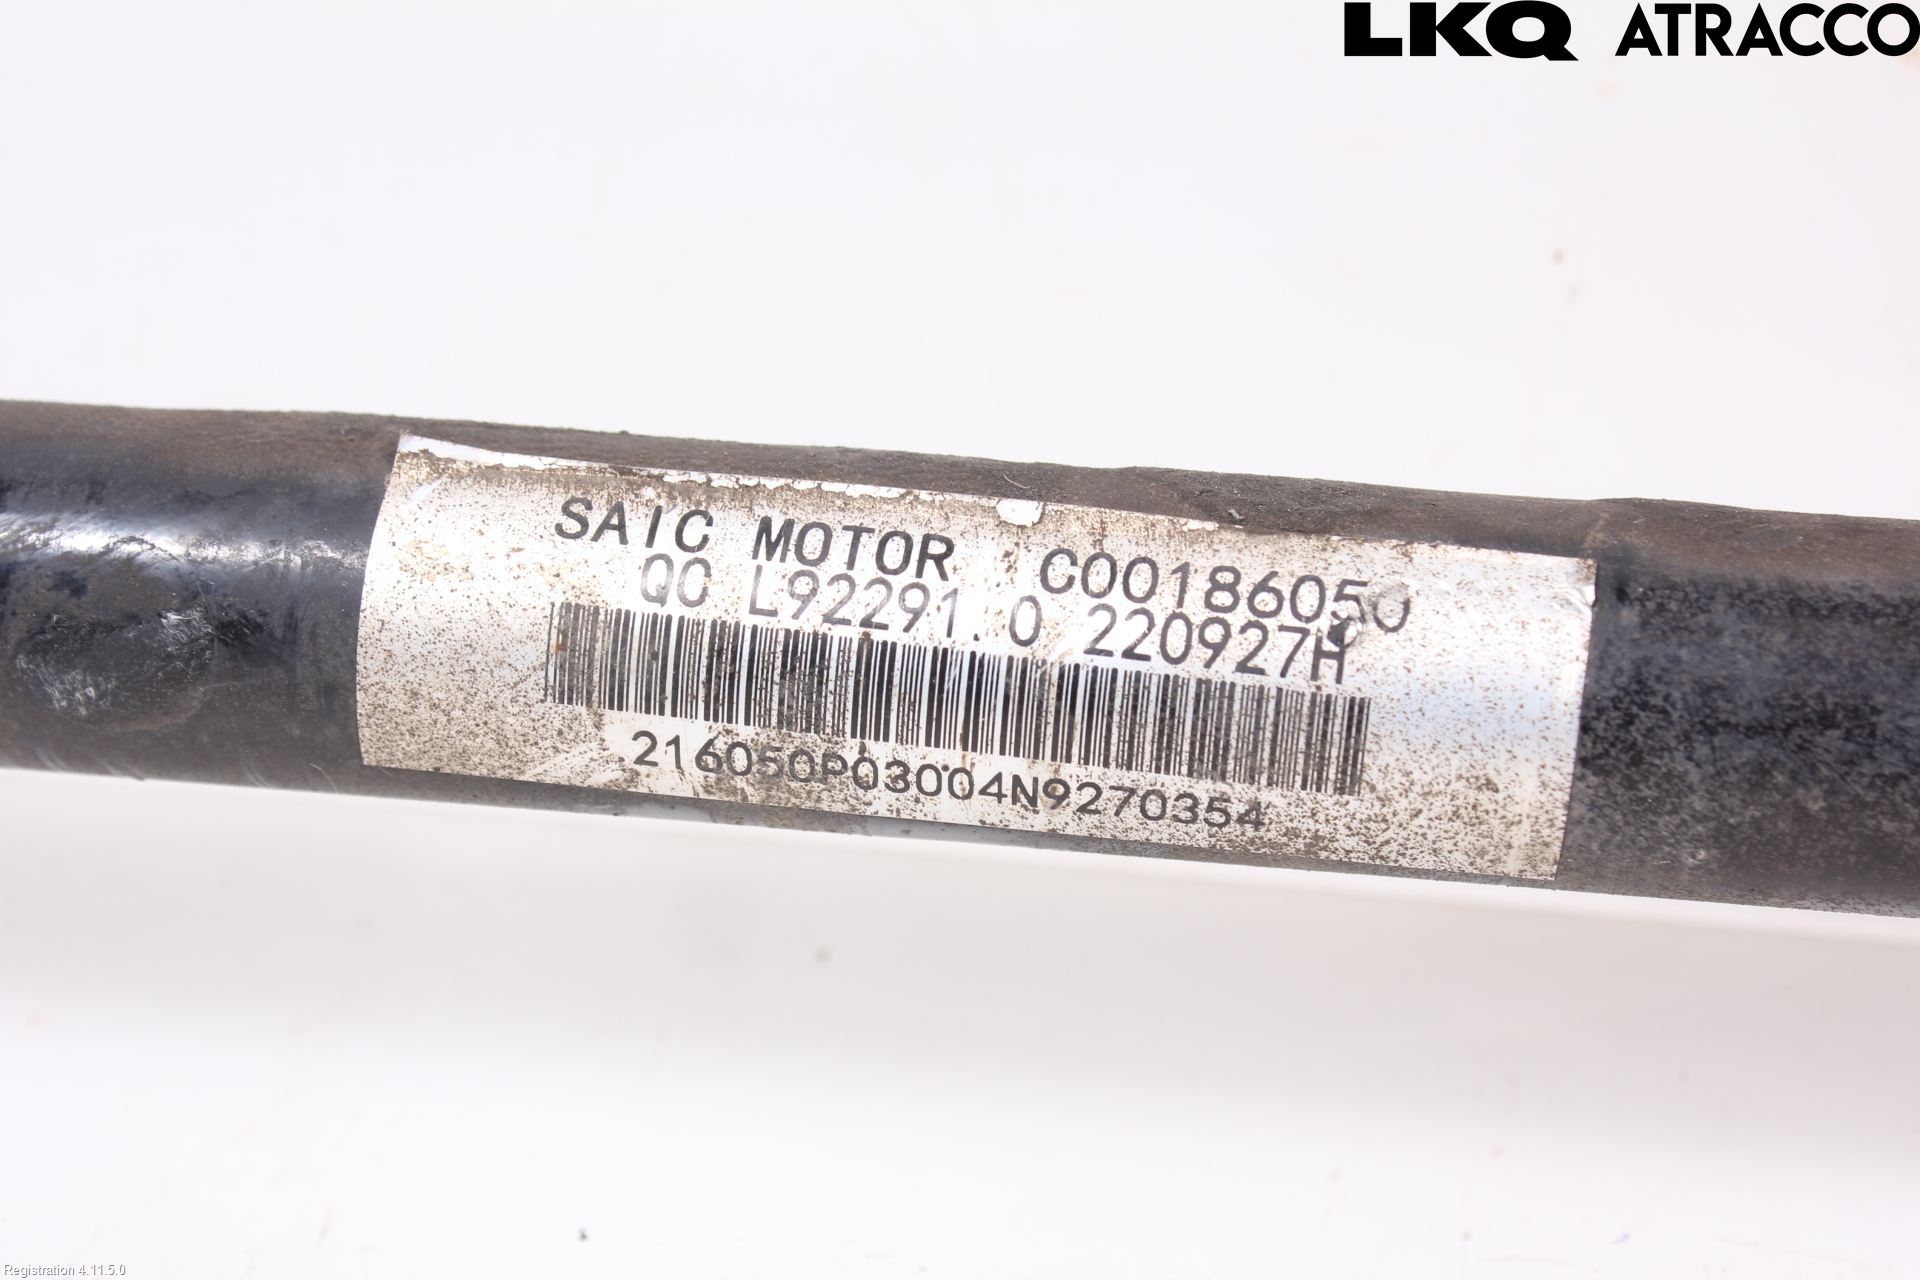 LKQ ATRACCO
SAIC MOTOR C00186050
QC L92291.0 220927H
216050P03004N9270354
Registration 4.11.5.0